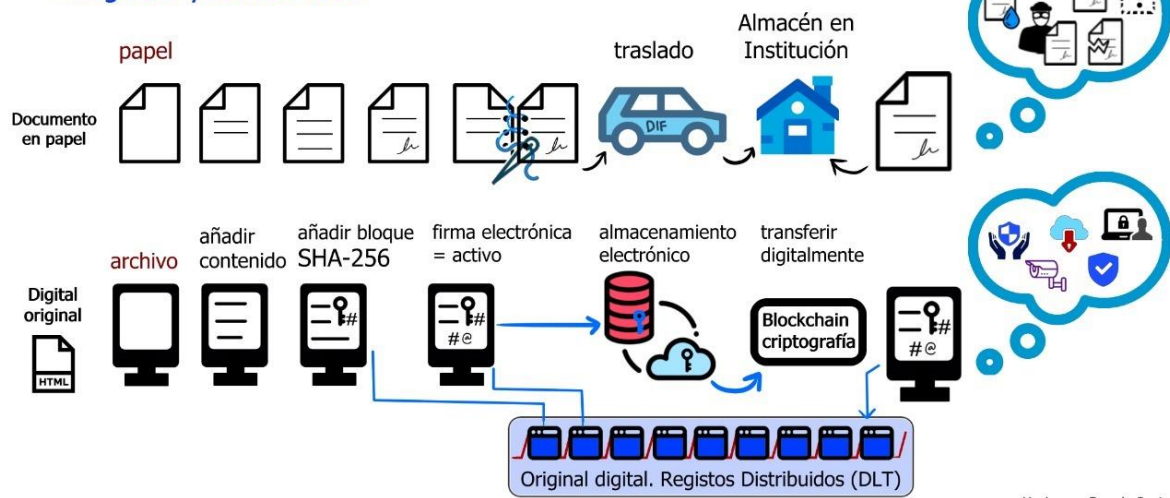 papel
traslado
Almacén en
Institución
Documento
en papel
DIF
archivo
añadir
contenido
añadir bloque
SHA-256
firma electrónica
= activo
almacenamiento
electrónico
transferir
digitalmente
Digital
original
HTML
#
#
#@
Blockchain
criptografía
#
#@
Original digital. Registos Distribuidos (DLT)